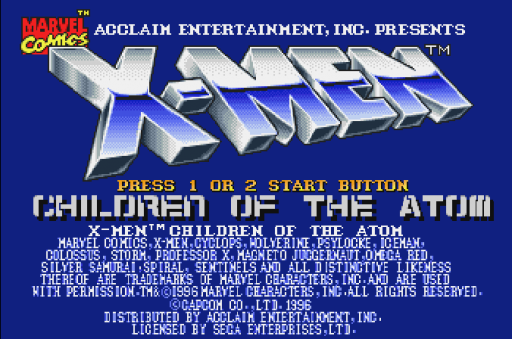 MARVEL COMICS TM
ACCLAIM ENTERTAINMENT, INC. PRESENTS
X-MEN TM
PRESS 1 OR 2 START BUTTON
CHILDREN OF THE ATOM
X-MEN™ CHILDREN OF THE ATOM
MARVEL COMICS, X-MEN, CYCLOPS, WOLVERINE, PSYLOCKE, ICEMAN,
COLOSSUS, STORM, PROFESSOR X, MAGNETO JUGGERNAUT, OMEGA RED,
SILVER SAMURAI, SPIRAL, SENTINELS AND ALL DISTINCTIVE LIKENESS
THEREOF ARE TRADEMARKS OF MARVEL CHARACTERS, INC. AND ARE USED
WITH PERMISSION. TM & © 1996 MARVEL CHARACTERS, INC. ALL RIGHTS RESERVED.
© CAPCOM CO., LTD. 1996
DISTRIBUTED BY ACCLAIM ENTERTAINMENT, INC.
LICENSED BY SEGA ENTERPRISES, LTD.